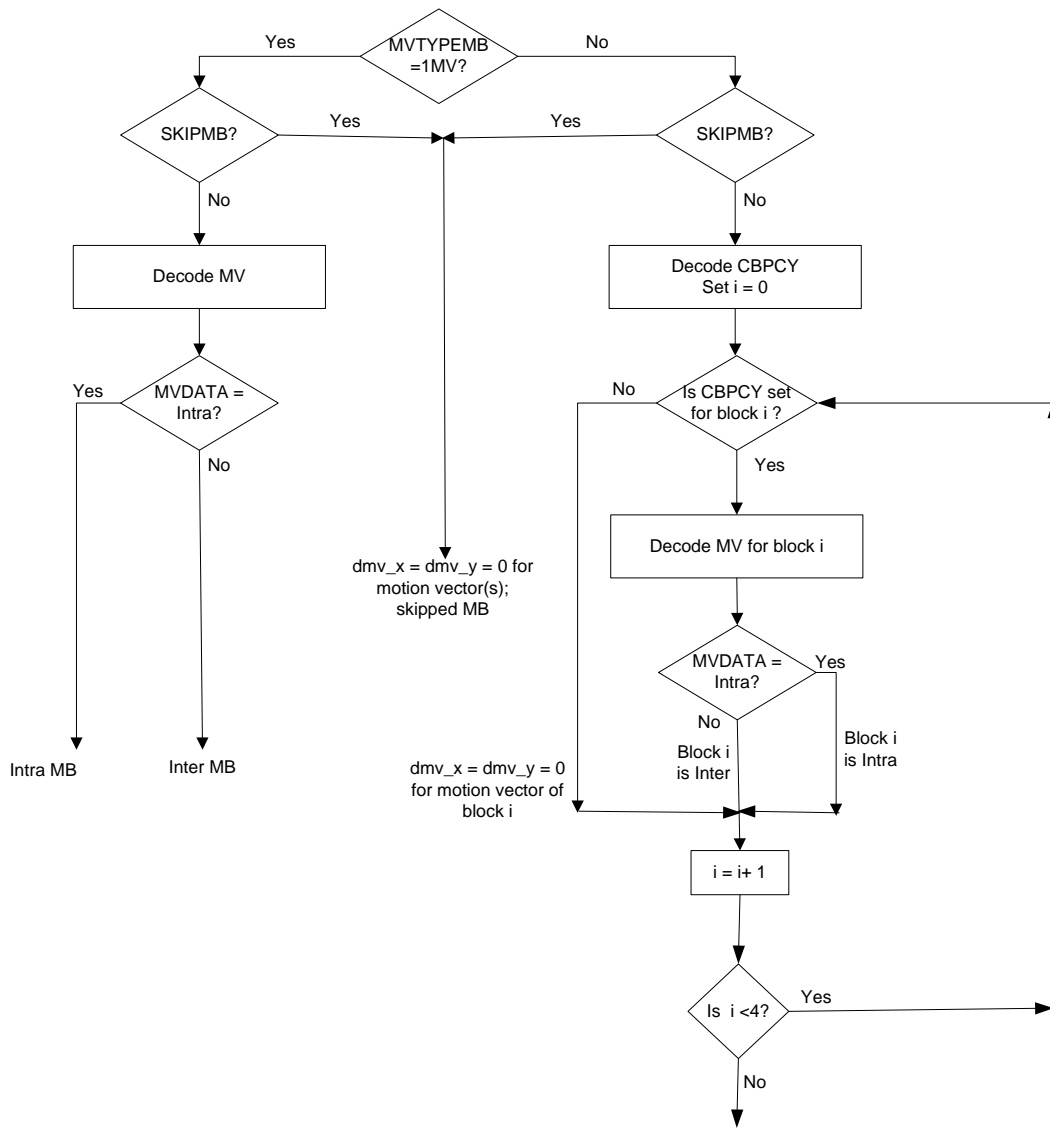 MVTYPEMB
=1MV?
Yes
No
SKIPMB?
Yes
Yes
SKIPMB?
No
No
Decode MV
Decode CBPCY
Set i = 0
Yes
MVDATA =
Intra?
No
No
Is CBPCY set
for block i ?
Yes
Decode MV for block i
dmv_x = dmv_y = 0 for
motion vector(s);
skipped MB
MVDATA =
Intra?
Yes
No
Block i
is Inter
Block i
is Intra
Intra MB
Inter MB
dmv_x = dmv_y = 0
for motion vector of
block i
i = i+ 1
Is i <4?
Yes
No